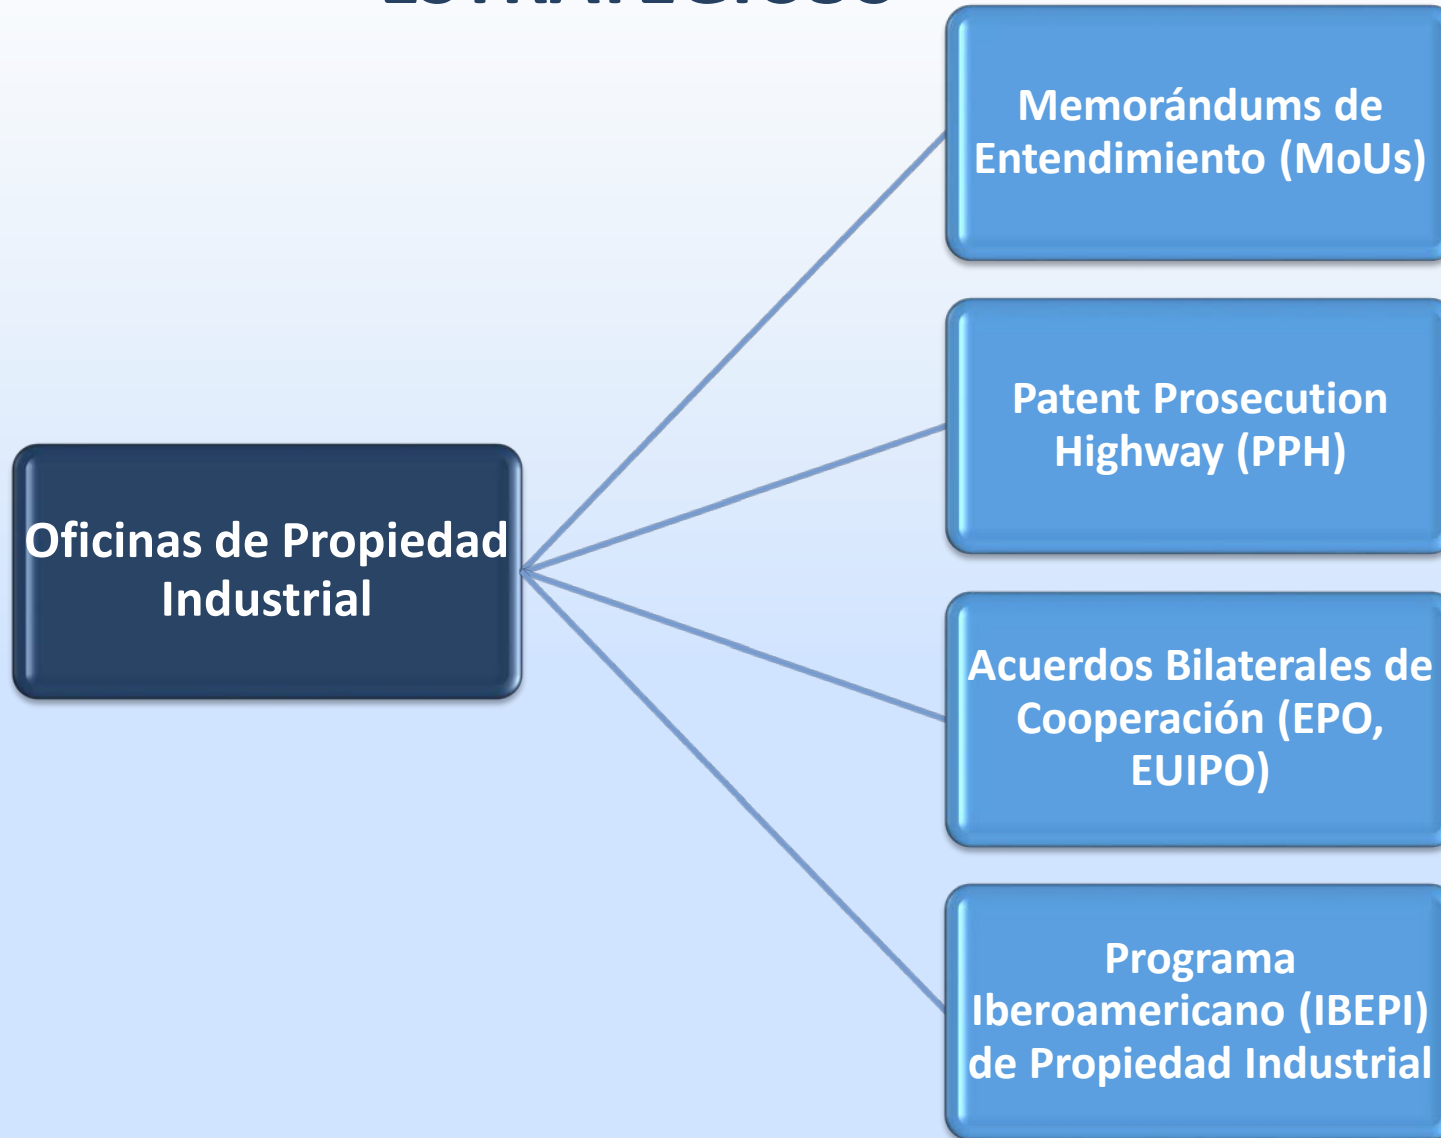 Memorándums de
Entendimiento (MoUs)
Patent Prosecution
Highway (PPH)
Oficinas de Propiedad
Industrial
Acuerdos Bilaterales de
Cooperación (EPO,
EUIPO)
Programa
Iberoamericano (IBEPI)
de Propiedad Industrial